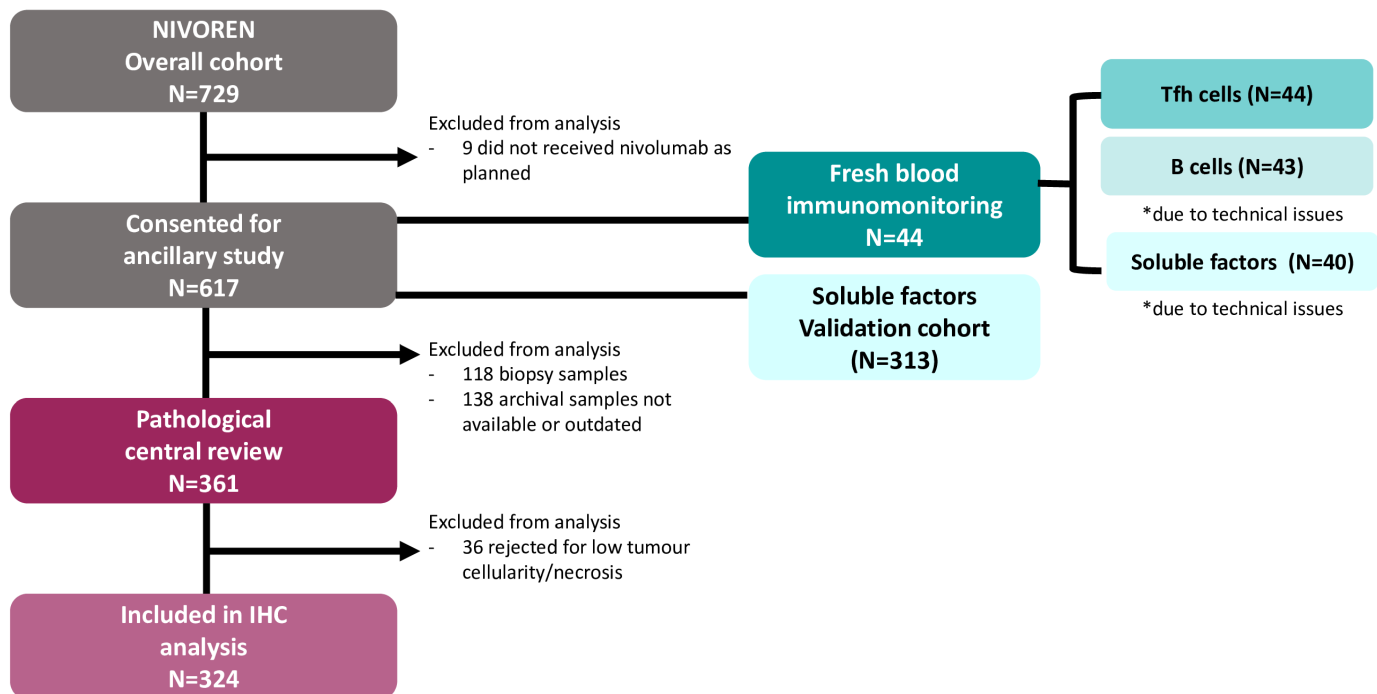 NIVOREN
Overall cohort
N=729
Excluded from analysis
- 9 did not received nivolumab as
planned
Consented for
ancillary study
N=617
Excluded from analysis
- 118 biopsy samples
- 138 archival samples not
available or outdated
Pathological
central review
N=361
Excluded from analysis
- 36 rejected for low tumour
cellularity/necrosis
Included in IHC
analysis
N=324
Fresh blood
immunomonitoring
N=44
Soluble factors
Validation cohort
(N=313)
Tfh cells (N=44)
B cells (N=43)
*due to technical issues
Soluble factors (N=40)
*due to technical issues